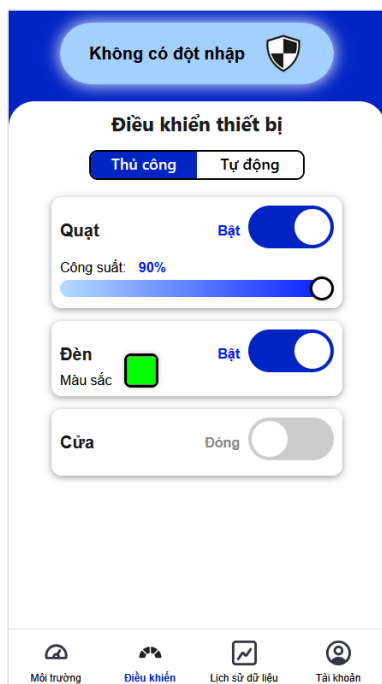 Không có đột nhập
Điều khiển thiết bị
Thủ công Tự động
Quạt Bật
Công suất: 90%
Đèn Bật
Màu sắc
Cửa Đóng
Môi trường Điều khiển Lịch sử dữ liệu Tài khoản